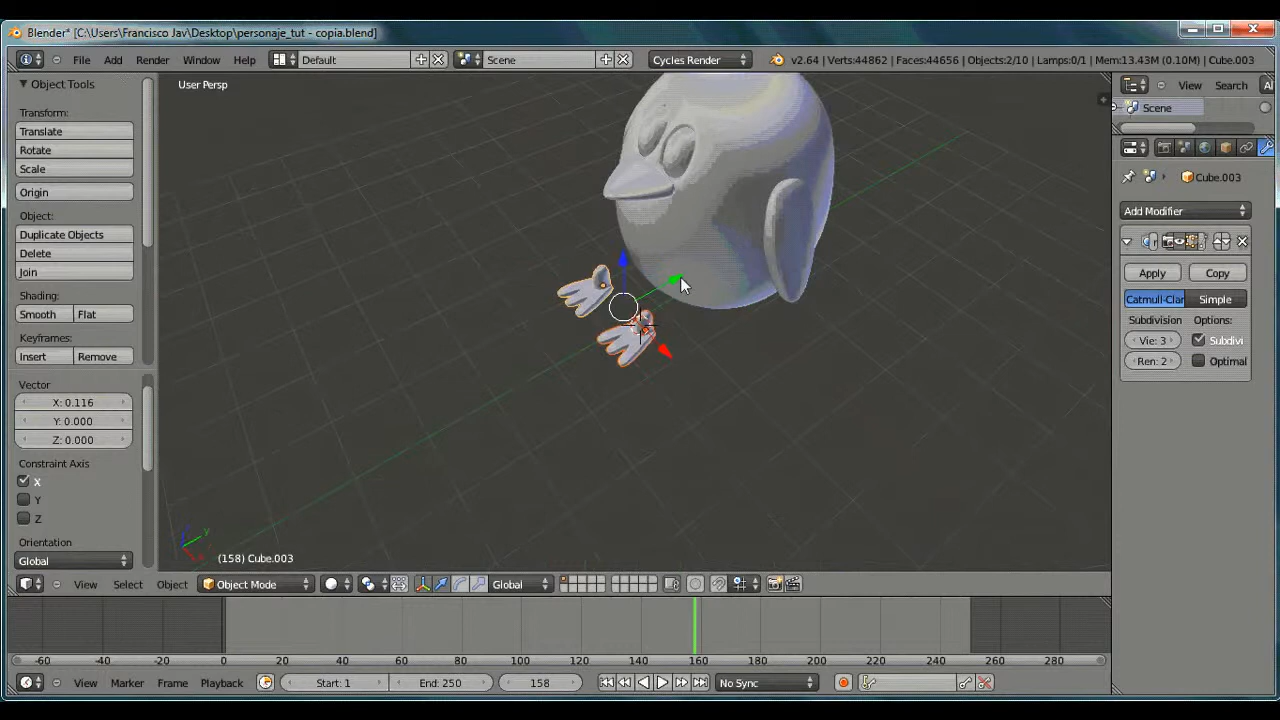 Blender* [C:\Users\Francisco Jav\Desktop\personaje_tut - copia.blend]
File Add Render Window Help Default Scene Cycles Render v2.64 | Verts:44862 | Faces:44656 | Objects:2/10 | Lamps:0/1 | Mem:13.43M (0.10M) | Cube.003
Object Tools
Transform:
Translate
Rotate
Scale
Origin
Object:
Duplicate Objects
Delete
Join
Shading:
Smooth Flat
Keyframes:
Insert Remove
Vector
X: 0.116
Y: 0.000
Z: 0.000
Constraint Axis
X
Y
Z
Orientation
Global
User Persp
z y
(158) Cube.003
View Search Al
Scene
Cube.003
Add Modifier
Apply Copy
Catmull-Clar Simple
Subdivision Options:
Vie: 3 Subdivi
Ren: 2 Optimal
View Select Object Object Mode Global
-60 -40 -20 0 20 40 60 80 100 120 140 160 180 200 220 240 260 280
View Marker Frame Playback Start: 1 End: 250 158 No Sync